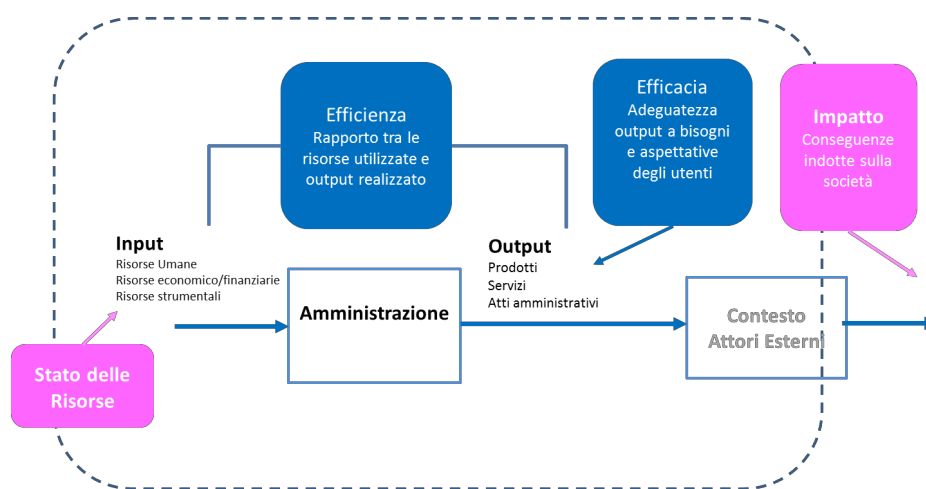 Efficienza
Rapporto tra le
risorse utilizzate e
output realizzato
Efficacia
Adeguatezza
output a bisogni
e aspettative
degli utenti
Impatto
Conseguenze
indotte sulla
società
Input
Risorse Umane
Risorse economico/finanziarie
Risorse strumentali
Output
Prodotti
Servizi
Atti amministrativi
Amministrazione
Contesto
Attori Esterni
Stato delle
Risorse